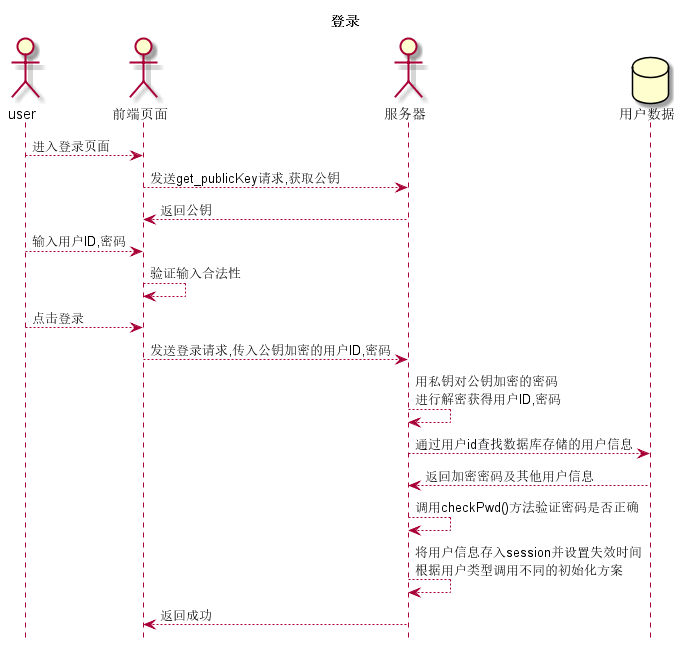 登录
user
前端页面
服务器
用户数据
进入登录页面
发送get_publicKey请求,获取公钥
返回公钥
输入用户ID,密码
验证输入合法性
点击登录
发送登录请求,传入公钥加密的用户ID,密码
用私钥对公钥加密的密码
进行解密获得用户ID,密码
通过用户id查找数据库存储的用户信息
返回加密密码及其他用户信息
调用checkPwd()方法验证密码是否正确
将用户信息存入session并设置失效时间
根据用户类型调用不同的初始化方案
返回成功